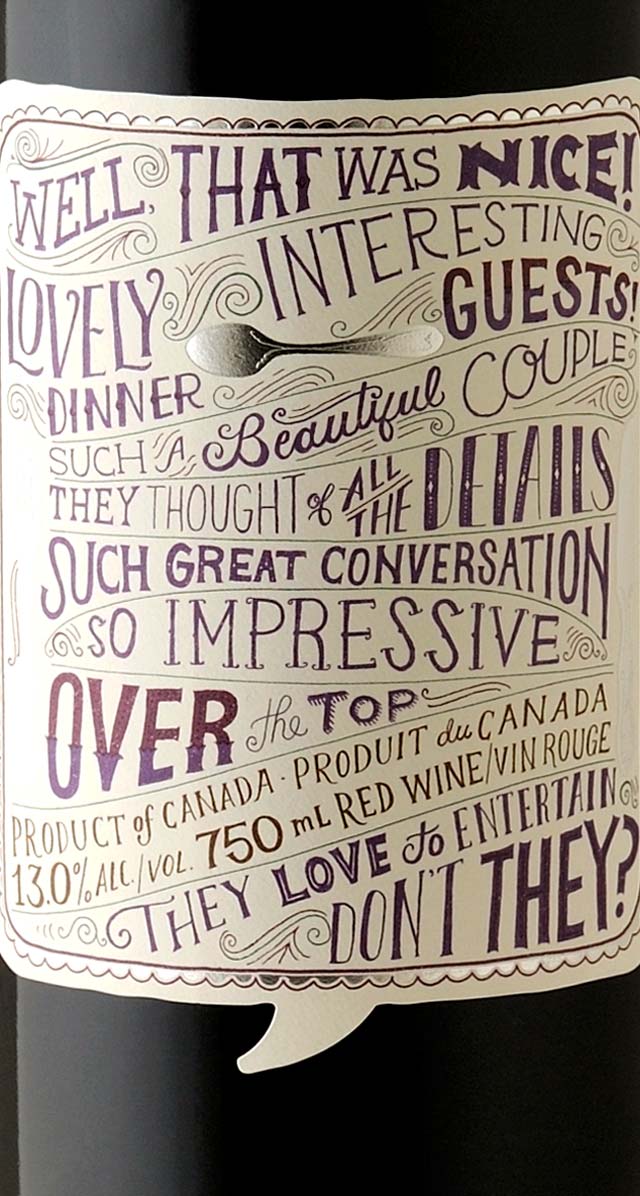 WELL, THAT WAS NICE!
INTERESTING
LOVELY GUESTS!
DINNER
SUCH A Beautiful COUPLE
THEY THOUGHT of ALL THE DETAILS
SUCH GREAT CONVERSATION
SO IMPRESSIVE
OVER the TOP
PRODUCT of CANADA · PRODUIT du CANADA
13.0% ALC./VOL. 750 mL RED WINE/VIN ROUGE
THEY LOVE to ENTERTAIN
DON'T THEY?